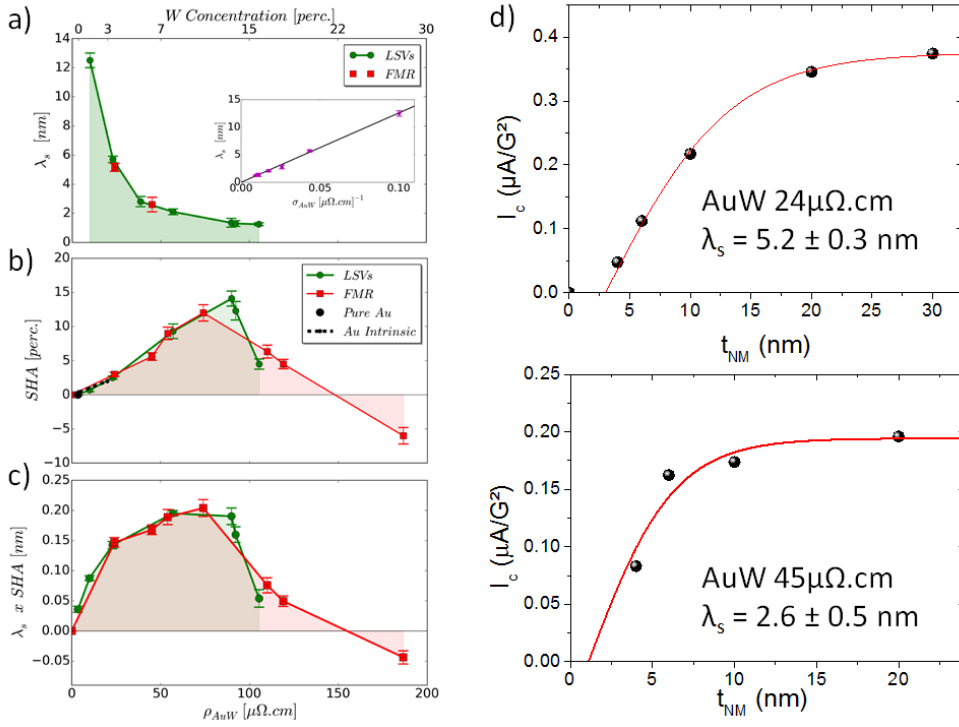 a)
W Concentration [perc.]
0 3 7 15 30
14
12
10
8
6
4
2
0
λs [nm]
LSVs
FMR
15
10
5
0
λs [nm]
0.00 0.05 0.10
σAuW [μΩ.cm]⁻¹
b)
20
15
10
5
0
−5
−10
SHA [perc.]
LSVs
FMR
Pure Au
Au Intrinsic
c)
0.25
0.20
0.15
0.10
0.05
0.00
−0.05
λs x SHA [nm]
0 50 100 150 200
ρAuW [μΩ.cm]
d)
0.4
0.3
0.2
0.1
0.0
Ic (μA/G²)
AuW 24μΩ.cm
λs = 5.2 ± 0.3 nm
0 5 10 15 20 25 30
tNM (nm)
0.25
0.20
0.15
0.10
0.05
0.00
Ic (μA/G²)
AuW 45μΩ.cm
λs = 2.6 ± 0.5 nm
0 5 10 15 20
tNM (nm)